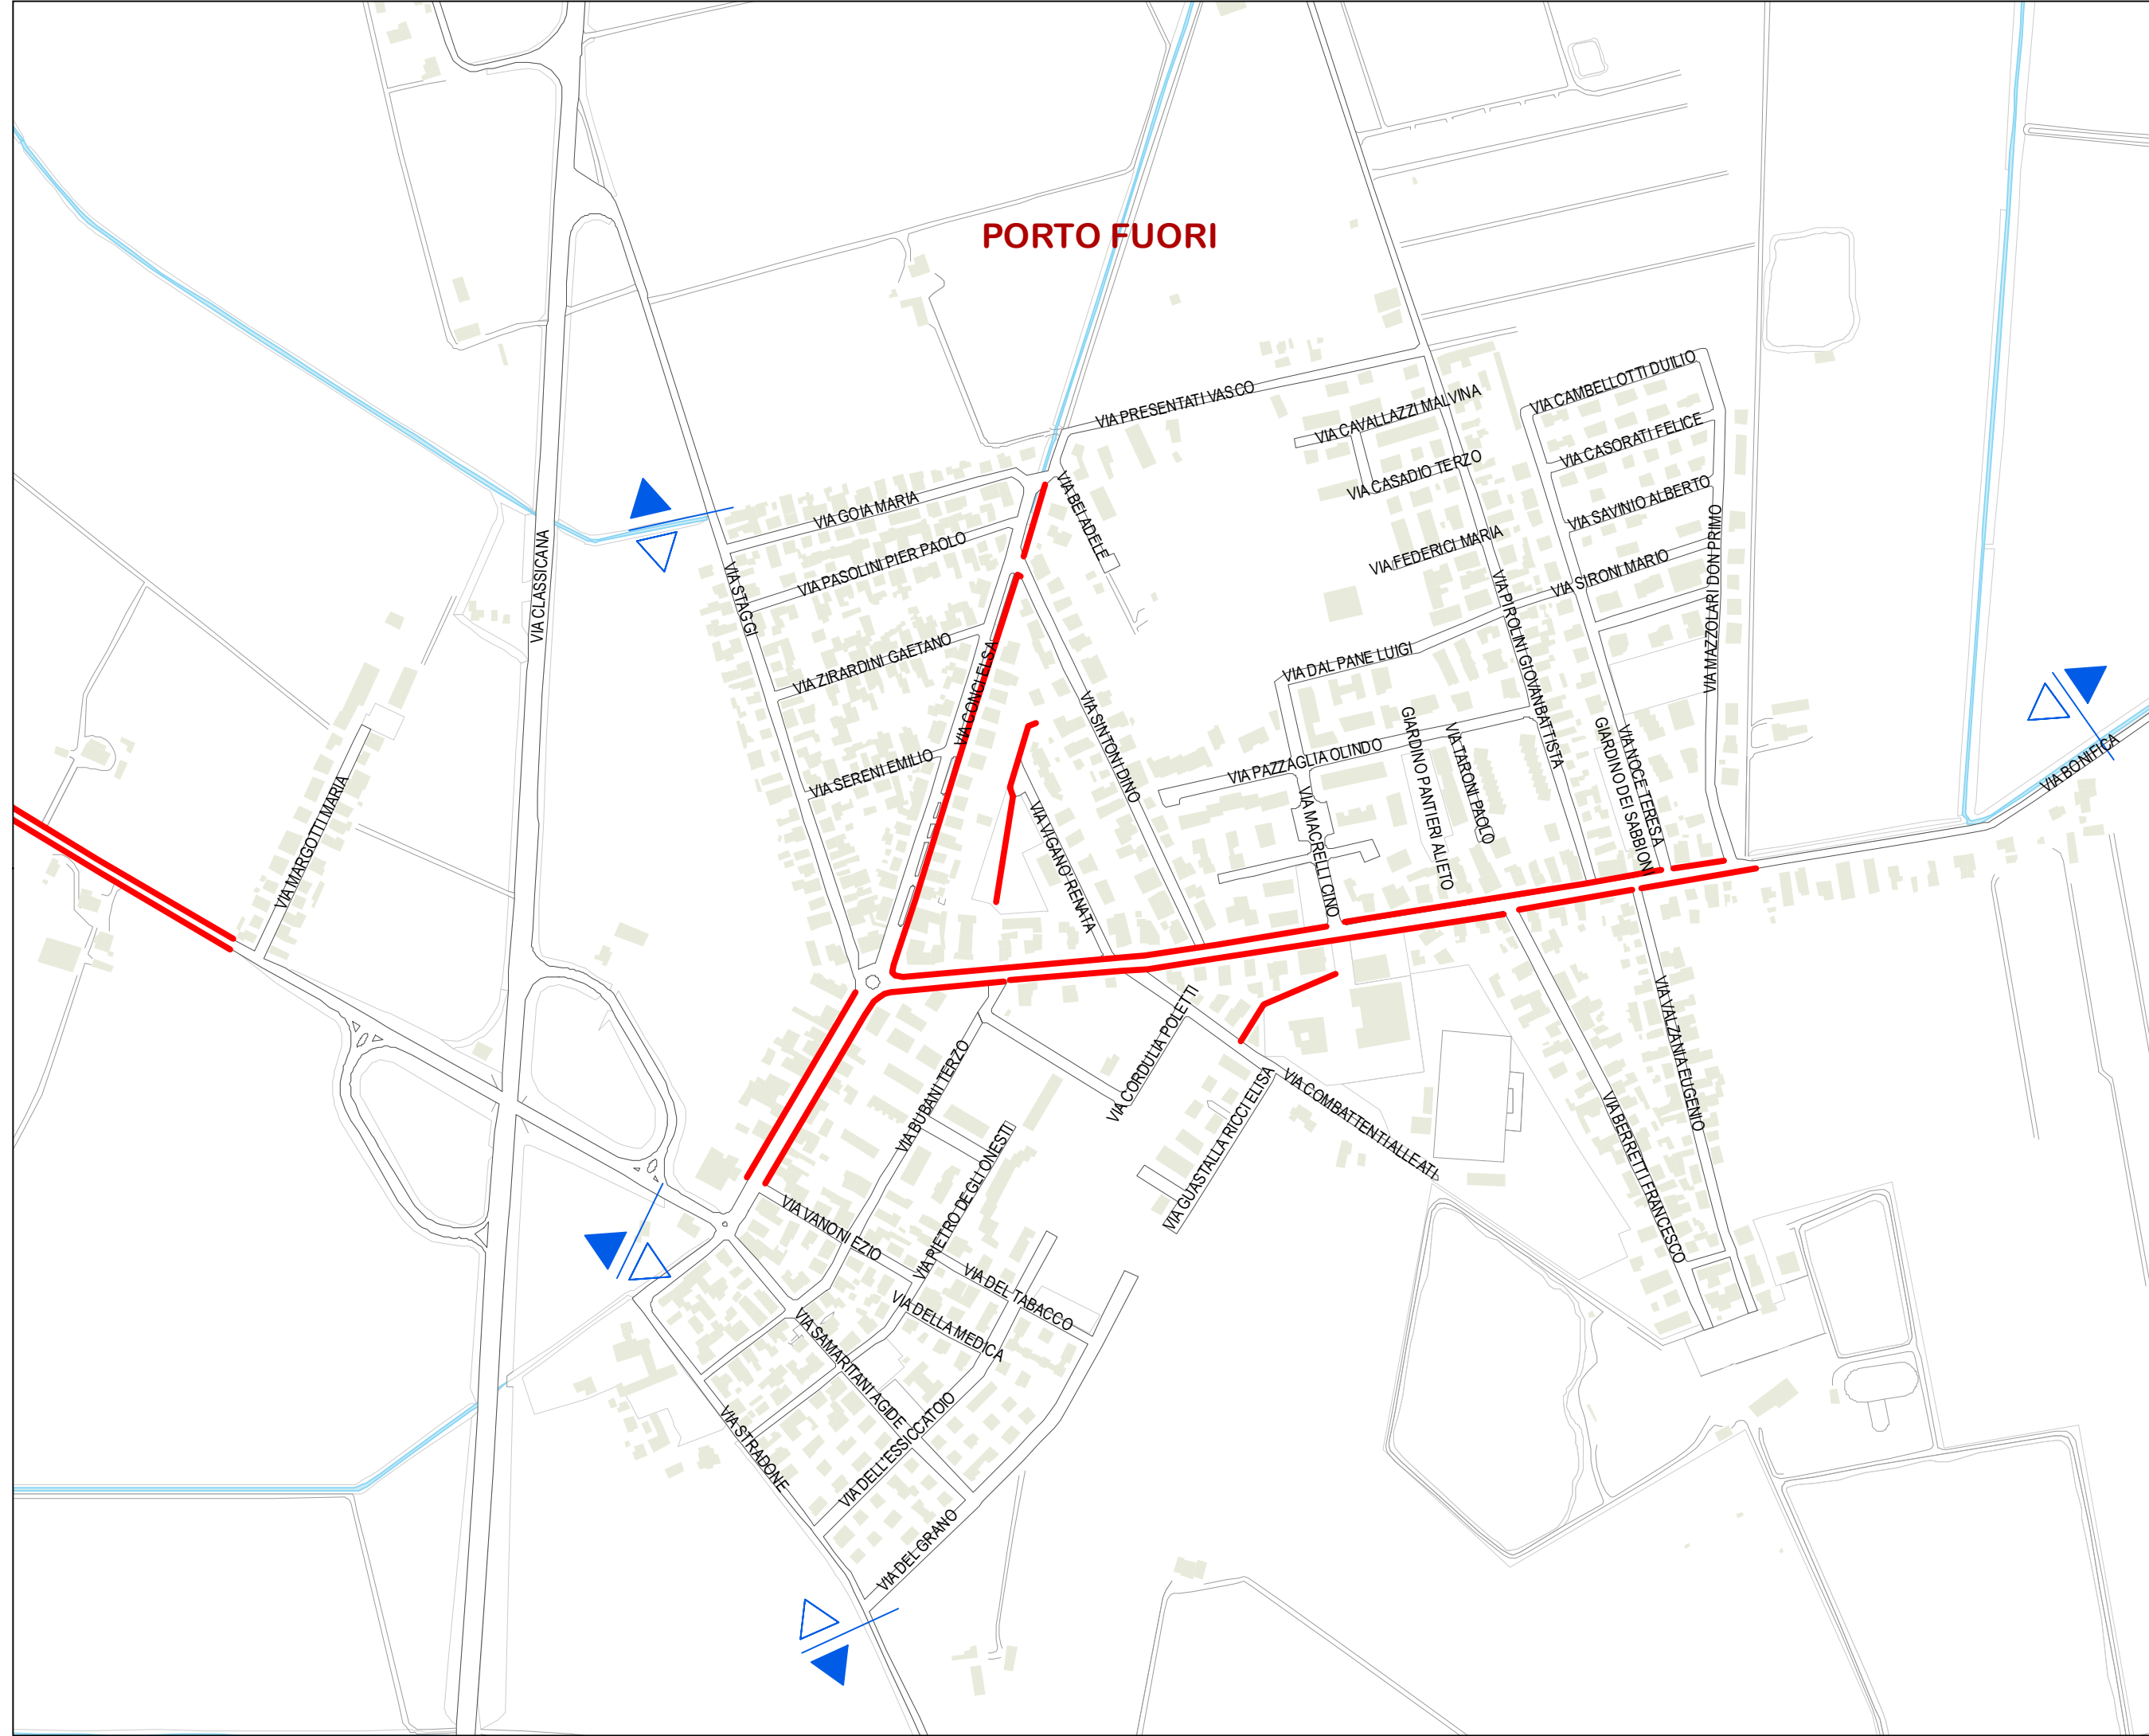 PORTO FUORI
VIA CAMBELLOTTI DUILIO
VIA PRESENTATI VASCO
VIA CAVALLAZZI MALVINA
VIA CASORATI FELICE
VIA CASADIO TERZO
VIA SAVINIO ALBERTO
VIA GOIA MARIA
VIA BELADELE
VIA PASOLINI PIER PAOLO
VIA FEDERICI MARIA
VIA SIRONI MARIO
VIA CLASSICANA
VIA STAGGI
VIA MAZZOLARI DON PRIMO
VIA PIROLINI GIOVANBATTISTA
VIA ZIRARDINI GAETANO
VIA DAL PANE LUIGI
VIA CONCI ELSA
VIA SINTONI DINO
GIARDINO PANTIERI ALIETO
VIA TARONI PAOLO
GIARDINO DEI SABBIONI
VIA NOCE TERESA
VIA PAZZAGLIA OLINDO
VIA SERENI EMILIO
VIA BONIFICA
VIA MARGOTTI MARIA
VIA VIGANO' RENATA
VIA MACRELLI CINO
VIA CORDULIA POLETTI
VIA VALZANIA EUGENIO
VIA BUBANI TERZO
VIA GUASTALLA RICCI ELISA
VIA COMBATTENTI ALLEATI
VIA BERRETTI FRANCESCO
VIA PIETRO DEGLI ONESTI
VIA VANONI EZIO
VIA DEL TABACCO
VIA DELLA MEDICA
VIA SAMARITANI AGIDE
VIA STRADONE
VIA DELL'ESSICCATOIO
VIA DEL GRANO